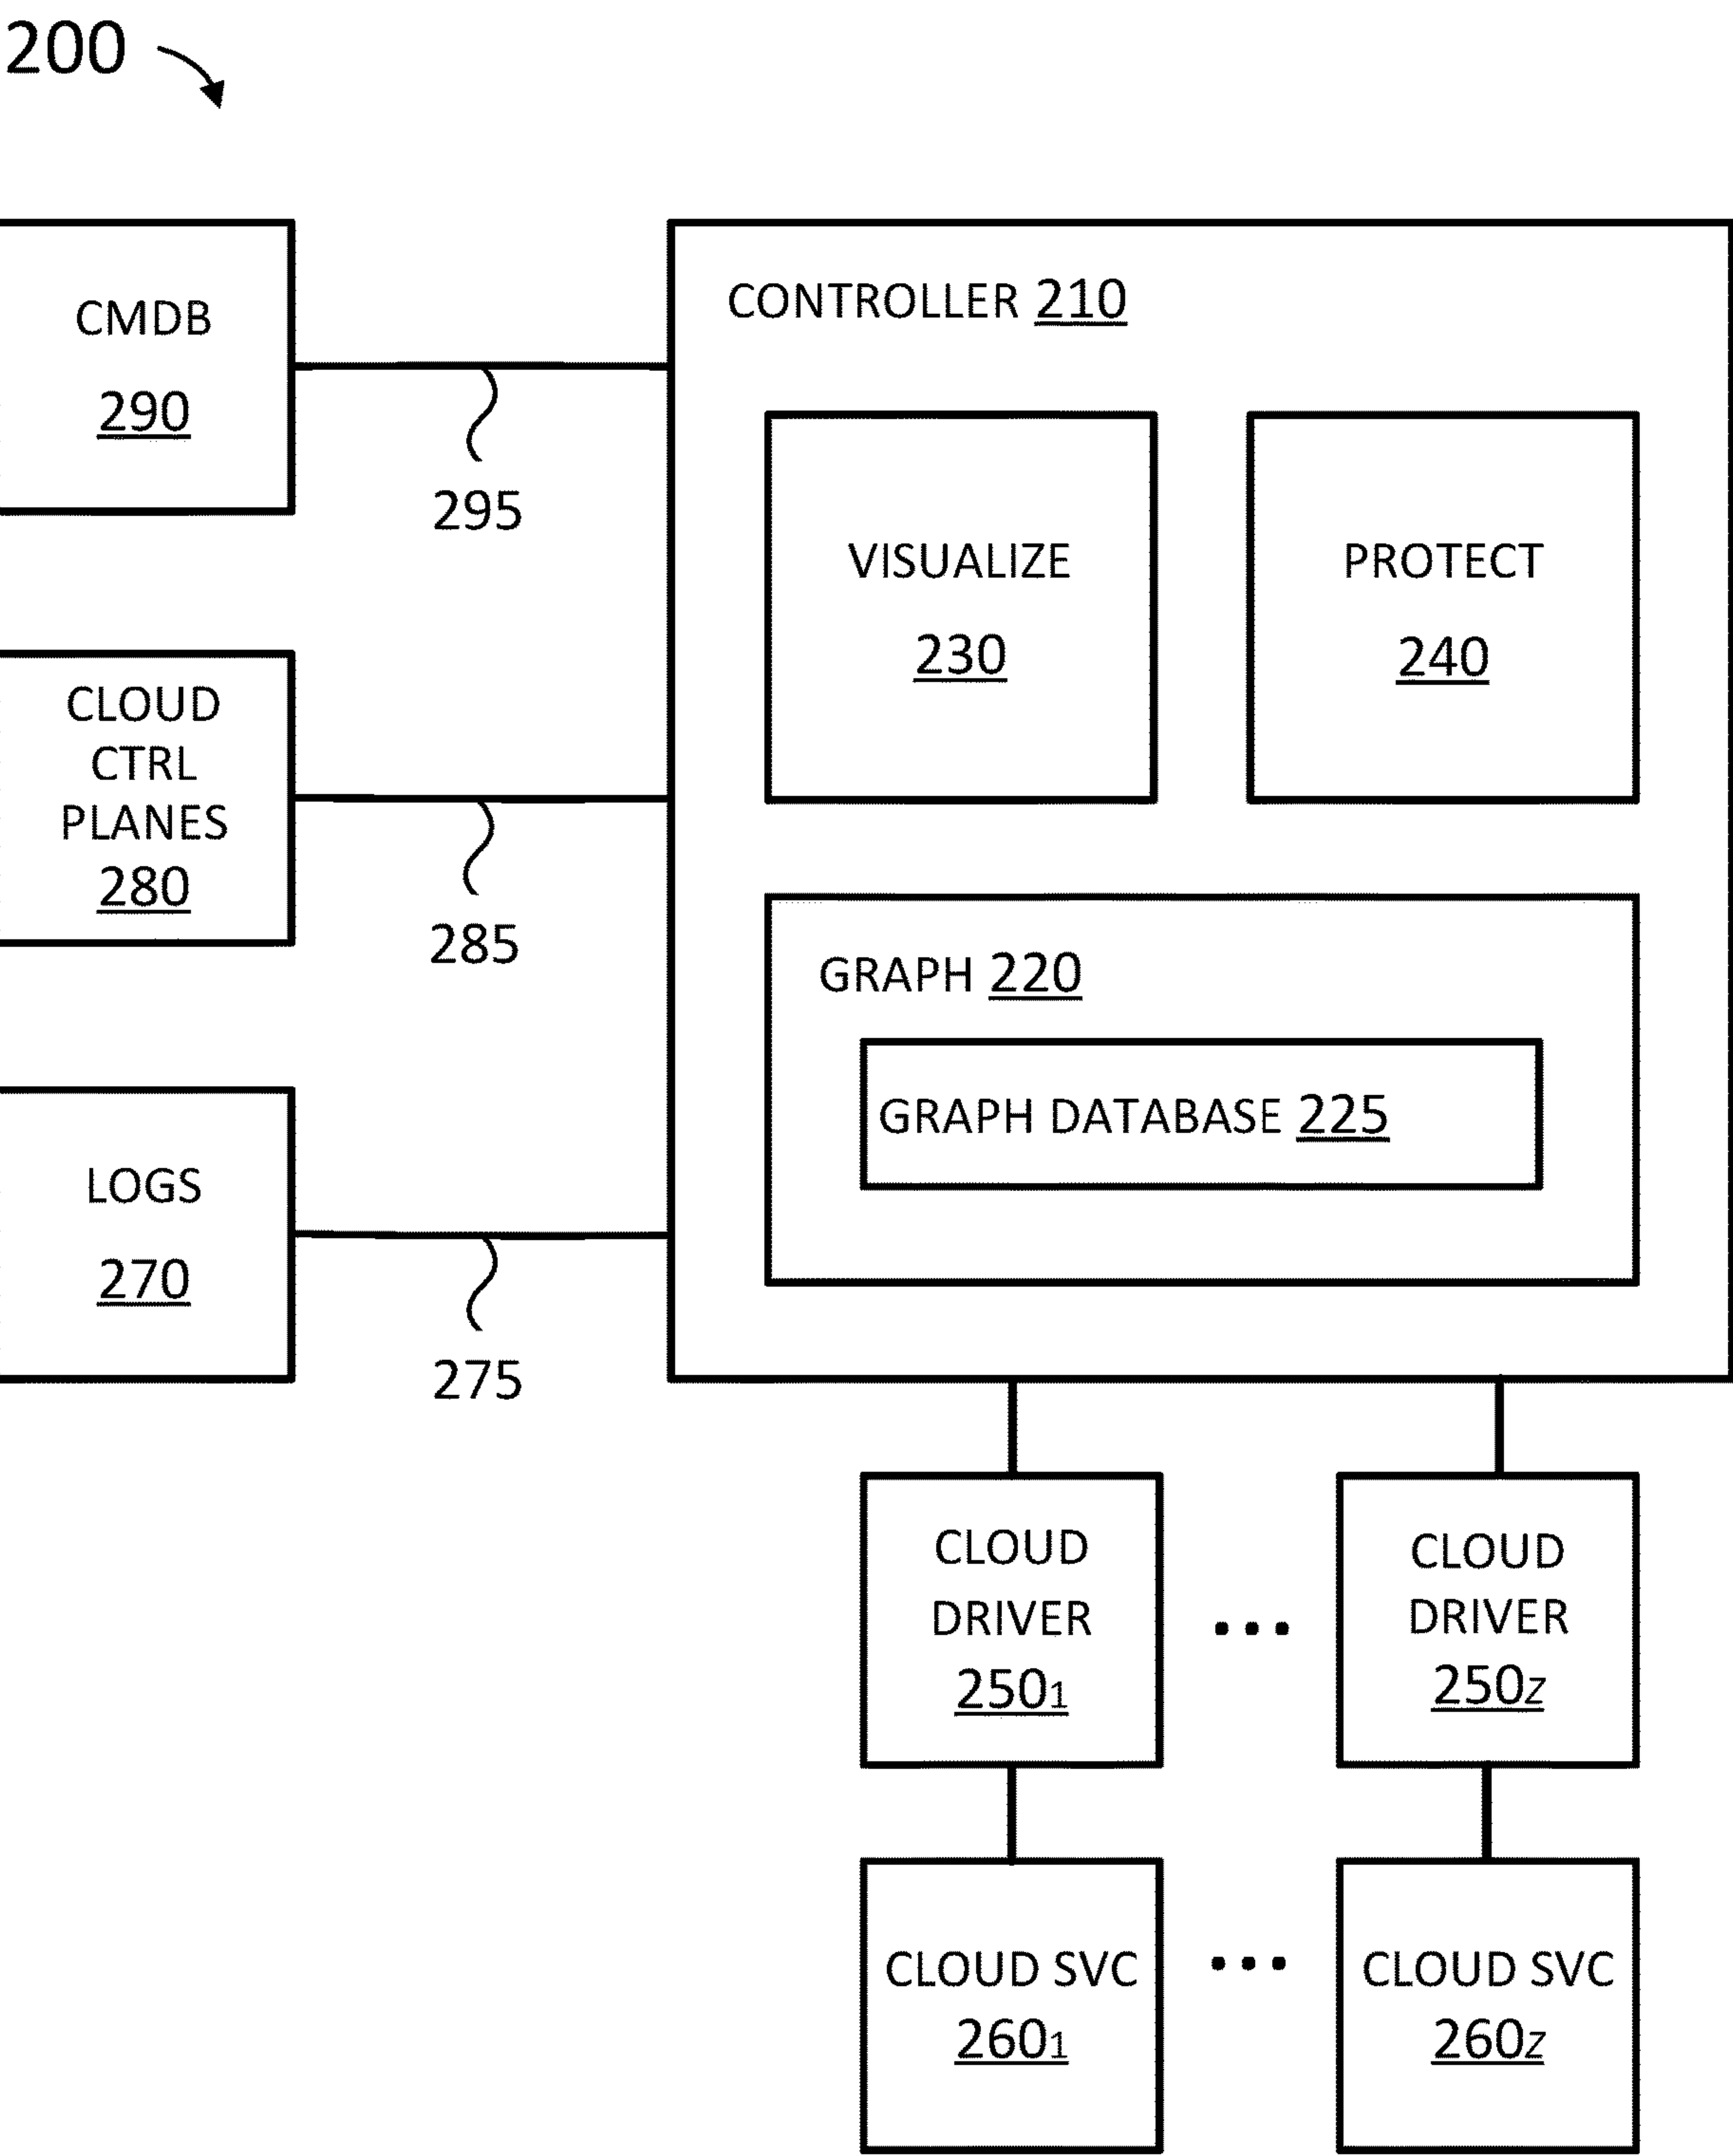 200
CMDB
290
295
CLOUD
CTRL
PLANES
280
285
LOGS
270
275
CONTROLLER 210
VISUALIZE
230
PROTECT
240
GRAPH 220
GRAPH DATABASE 225
CLOUD
DRIVER
250₁
...
CLOUD
DRIVER
250Z
CLOUD SVC
260₁
...
CLOUD SVC
260Z